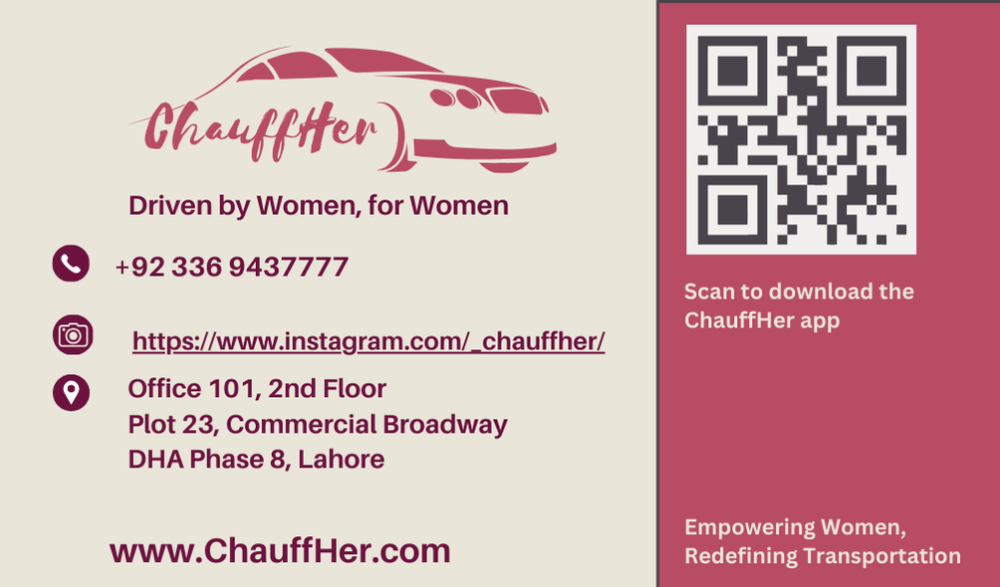 ChauffHer
Driven by Women, for Women
+92 336 9437777
https://www.instagram.com/_chauffher/
Office 101, 2nd Floor
Plot 23, Commercial Broadway
DHA Phase 8, Lahore
www.ChauffHer.com
Scan to download the
ChauffHer app
Empowering Women,
Redefining Transportation